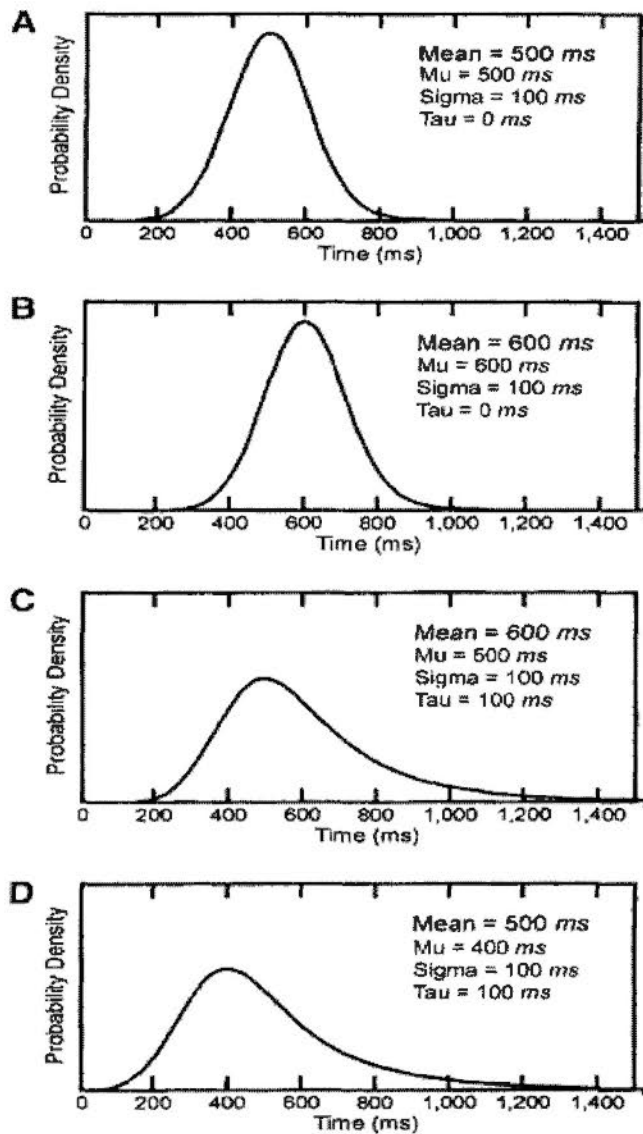 A
Probability Density
Mean = 500 ms
Mu = 500 ms
Sigma = 100 ms
Tau = 0 ms
0 200 400 600 800 1,000 1,200 1,400
Time (ms)
B
Probability Density
Mean = 600 ms
Mu = 600 ms
Sigma = 100 ms
Tau = 0 ms
0 200 400 600 800 1,000 1,200 1,400
Time (ms)
C
Probability Density
Mean = 600 ms
Mu = 500 ms
Sigma = 100 ms
Tau = 100 ms
0 200 400 600 800 1,000 1,200 1,400
Time (ms)
D
Probability Density
Mean = 500 ms
Mu = 400 ms
Sigma = 100 ms
Tau = 100 ms
0 200 400 600 800 1,000 1,200 1,400
Time (ms)